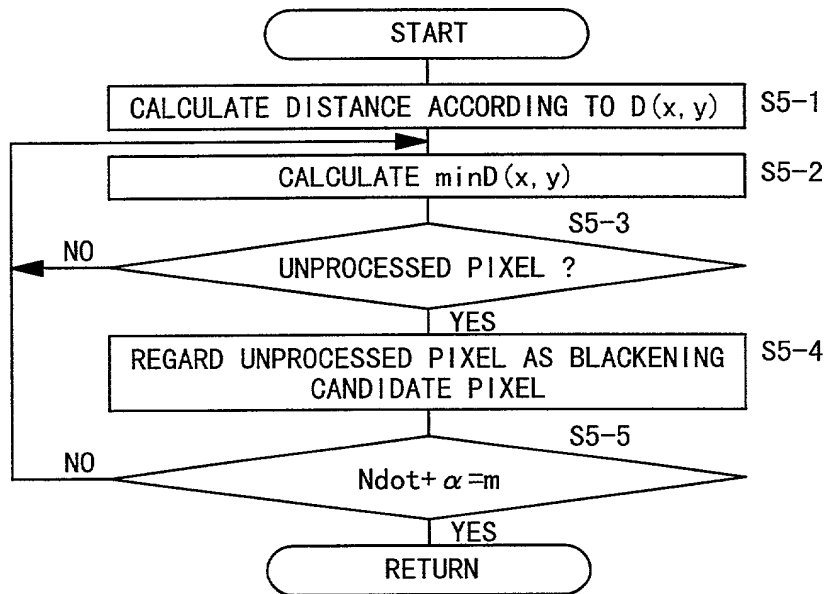 START
CALCULATE DISTANCE ACCORDING TO D(x,y)
S5-1
CALCULATE minD(x,y)
S5-2
S5-3
NO
UNPROCESSED PIXEL ?
YES
REGARD UNPROCESSED PIXEL AS BLACKENING
CANDIDATE PIXEL
S5-4
S5-5
NO
Ndot+α=m
YES
RETURN